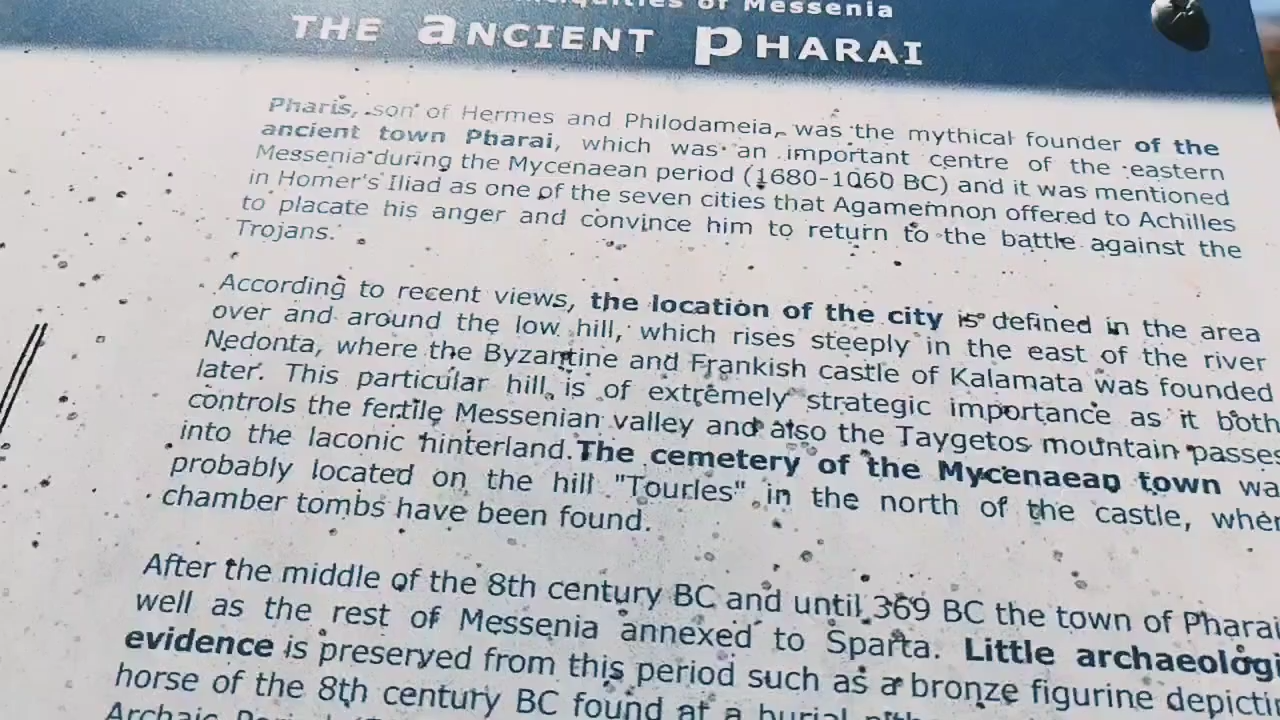 of Messenia
THE ANCIENT PHARAI
Pharis, son of Hermes and Philodameia, was the mythical founder of the
ancient town Pharai, which was an important centre of the eastern
Messenia during the Mycenaean period (1680-1060 BC) and it was mentioned
in Homer's Iliad as one of the seven cities that Agamemnon offered to Achilles
to placate his anger and convince him to return to the battle against the
Trojans.
According to recent views, the location of the city is defined in the area
over and around the low hill, which rises steeply in the east of the river
Nedonta, where the Byzantine and Frankish castle of Kalamata was founded
later. This particular hill, is of extremely strategic importance as it both
controls the fertile Messenian valley and also the Taygetos mountain passes
into the laconic hinterland. The cemetery of the Mycenaean town wa
probably located on the hill "Tourles" in the north of the castle, wher
chamber tombs have been found.
After the middle of the 8th century BC and until 369 BC the town of Pharai
well as the rest of Messenia annexed to Sparta. Little archaeologi
evidence is preserved from this period such as a bronze figurine depicti
horse of the 8th century BC found at a burial
Archaic